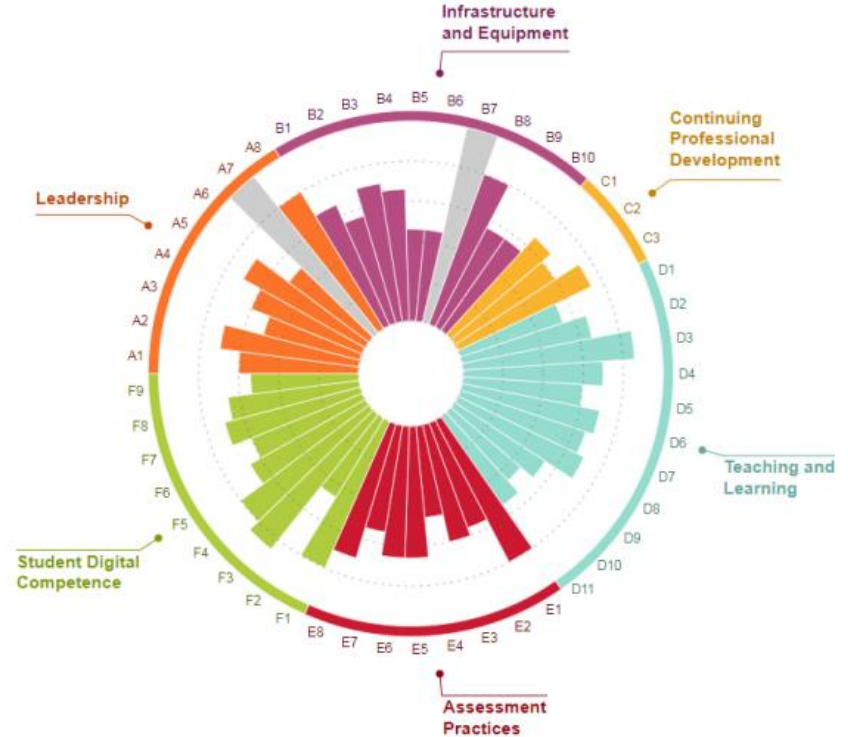 Infrastructure
and Equipment
Continuing
Professional
Development
Teaching and
Learning
Assessment
Practices
Student Digital
Competence
Leadership
A1
A2
A3
A4
A5
A6
A7
A8
B1
B2
B3
B4
B5
B6
B7
B8
B9
B10
C1
C2
C3
D1
D2
D3
D4
D5
D6
D7
D8
D9
D10
D11
E1
E2
E3
E4
E5
E6
E7
E8
F1
F2
F3
F4
F5
F6
F7
F8
F9